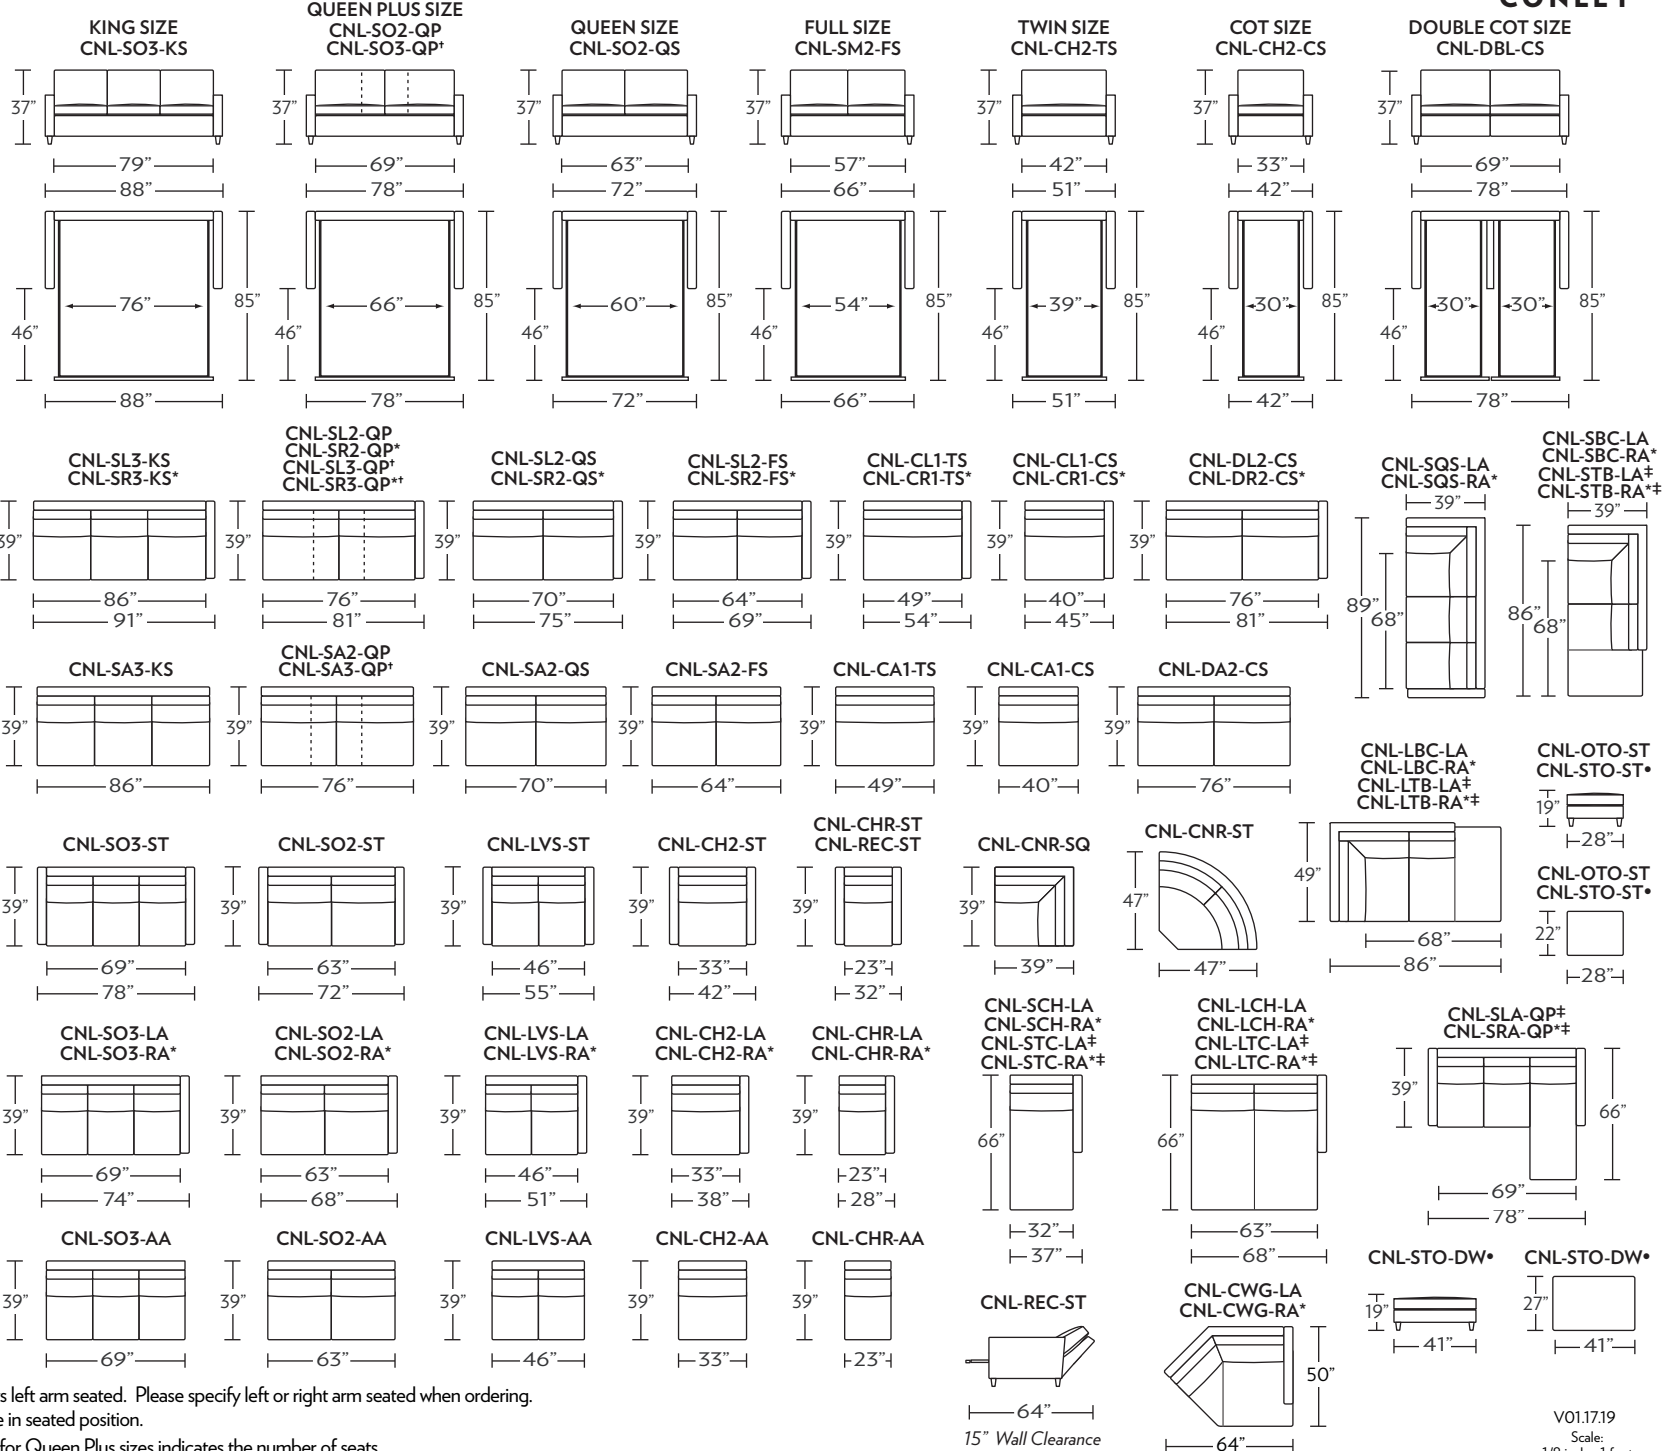 KING SIZE
CNL-SO3-KS
QUEEN PLUS SIZE
CNL-SO2-QP
CNL-SO3-QP†
QUEEN SIZE
CNL-SO2-QS
FULL SIZE
CNL-SM2-FS
TWIN SIZE
CNL-CH2-TS
COT SIZE
CNL-CH2-CS
DOUBLE COT SIZE
CNL-DBL-CS
37” 37” 37” 37” 37” 37” 37”
79” 69” 63” 57” 42” 33” 69”
88” 78” 72” 66” 51” 42” 78”
76” 66” 60” 54” 39” 30” 30” 30”
85” 85” 85” 85” 85” 85” 85”
46” 46” 46” 46” 46” 46” 46”
88” 78” 72” 66” 51” 42” 78”
CNL-SL3-KS
CNL-SR3-KS*
CNL-SL2-QP
CNL-SR2-QP*
CNL-SL3-QP†
CNL-SR3-QP*†
CNL-SL2-QS
CNL-SR2-QS*
CNL-SL2-FS
CNL-SR2-FS*
CNL-CL1-TS
CNL-CR1-TS*
CNL-CL1-CS
CNL-CR1-CS*
CNL-DL2-CS
CNL-DR2-CS*
39” 39” 39” 39” 39” 39” 39”
86” 76” 70” 64” 49” 40” 76”
91” 81” 75” 69” 54” 45” 81”
CNL-SQS-LA
CNL-SQS-RA*
39”
89”
68”
CNL-SBC-LA
CNL-SBC-RA*
CNL-STB-LA‡
CNL-STB-RA*‡
39”
86”
68”
CNL-SA3-KS
CNL-SA2-QP
CNL-SA3-QP†
CNL-SA2-QS
CNL-SA2-FS
CNL-CA1-TS
CNL-CA1-CS
CNL-DA2-CS
39” 39” 39” 39” 39” 39” 39”
86” 76” 70” 64” 49” 40” 76”
CNL-LBC-LA
CNL-LBC-RA*
CNL-LTB-LA‡
CNL-LTB-RA*‡
49”
68”
86”
CNL-OTO-ST
CNL-STO-ST•
19”
28”
CNL-OTO-ST
CNL-STO-ST•
22”
28”
CNL-SO3-ST
CNL-SO2-ST
CNL-LVS-ST
CNL-CH2-ST
CNL-CHR-ST
CNL-REC-ST
39” 39” 39” 39” 39”
69” 63” 46” 33” 23”
78” 72” 55” 42” 32”
CNL-CNR-SQ
39”
39”
CNL-CNR-ST
47”
47”
CNL-SO3-LA
CNL-SO3-RA*
CNL-SO2-LA
CNL-SO2-RA*
CNL-LVS-LA
CNL-LVS-RA*
CNL-CH2-LA
CNL-CH2-RA*
CNL-CHR-LA
CNL-CHR-RA*
39” 39” 39” 39” 39”
69” 63” 46” 33” 23”
74” 68” 51” 38” 28”
CNL-SCH-LA
CNL-SCH-RA*
CNL-STC-LA‡
CNL-STC-RA*‡
66”
32”
37”
CNL-LCH-LA
CNL-LCH-RA*
CNL-LTC-LA‡
CNL-LTC-RA*‡
66”
63”
68”
CNL-SLA-QP‡
CNL-SRA-QP*‡
39”
66”
69”
78”
CNL-SO3-AA
CNL-SO2-AA
CNL-LVS-AA
CNL-CH2-AA
CNL-CHR-AA
39” 39” 39” 39” 39”
69” 63” 46” 33” 23”
CNL-REC-ST
64”
15” Wall Clearance
CNL-CWG-LA
CNL-CWG-RA*
50”
64”
CNL-STO-DW•
19”
41”
CNL-STO-DW•
27”
41”
left arm seated. Please specify left or right arm seated when ordering.
in seated position.
for Queen Plus sizes indicates the number of seats
V01.17.19
Scale: